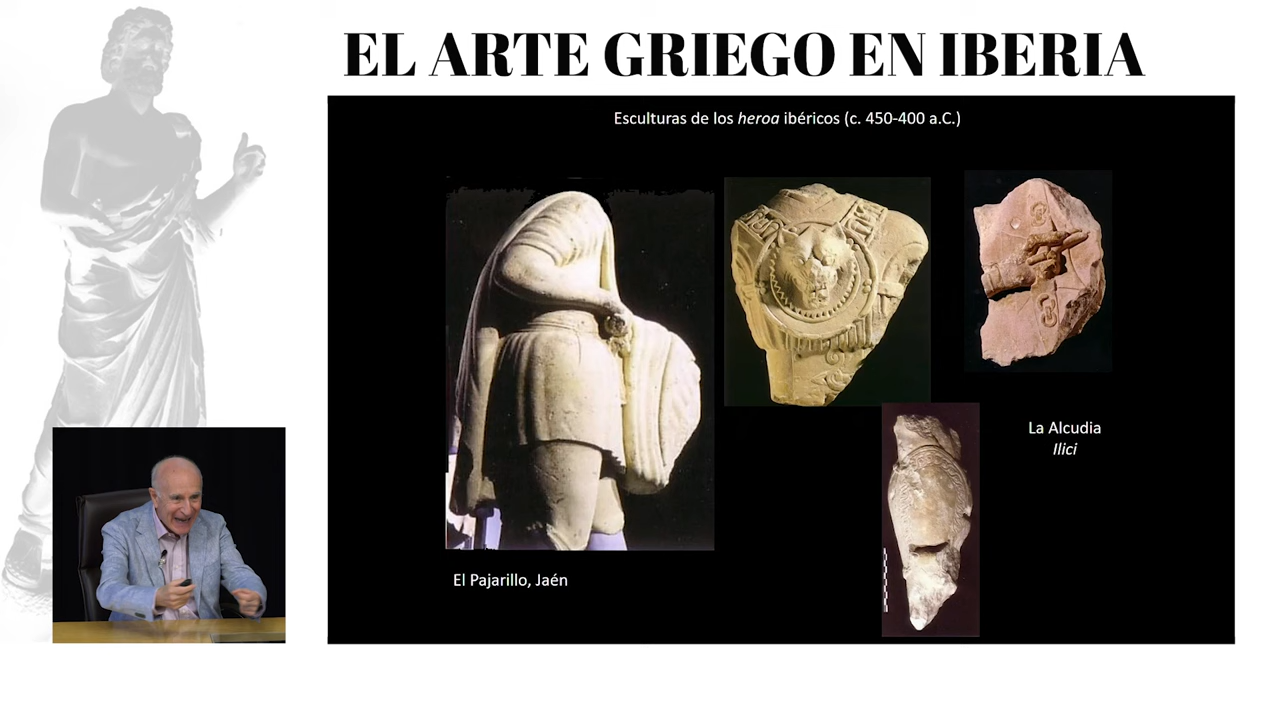 EL ARTE GRIEGO EN IBERIA
Esculturas de los heroa ibéricos (c. 450-400 a.C.)
La Alcudia
Ilici
El Pajarillo, Jaén